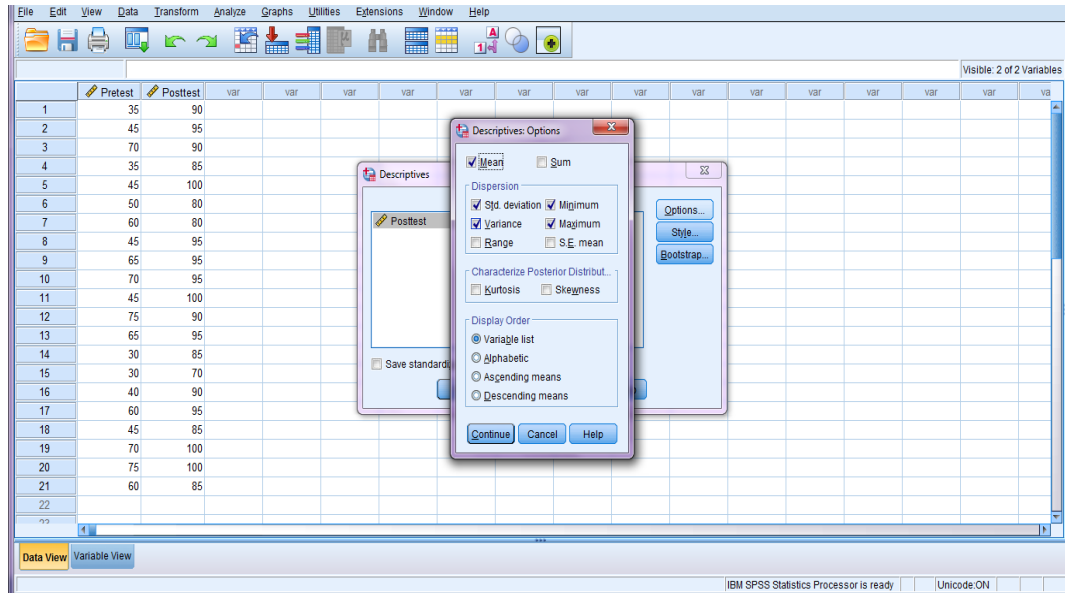 File Edit View Data Transform Analyze Graphs Utilities Extensions Window Help
Visible: 2 of 2 Variables
Pretest Posttest var var var var var var var var var var var var var va
1 35 90
2 45 95
3 70 90
4 35 85
5 45 100
6 50 80
7 60 80
8 45 95
9 65 95
10 70 95
11 45 100
12 75 90
13 65 95
14 30 85
15 30 70
16 40 90
17 60 95
18 45 85
19 70 100
20 75 100
21 60 85
22
Descriptives
Posttest
Save standardi
Options...
Style...
Bootstrap...
Descriptives: Options
Mean Sum
Dispersion
Std. deviation Minimum
Variance Maximum
Range S.E. mean
Characterize Posterior Distribut...
Kurtosis Skewness
Display Order
Variable list
Alphabetic
Ascending means
Descending means
Continue Cancel Help
Data View Variable View
IBM SPSS Statistics Processor is ready Unicode:ON